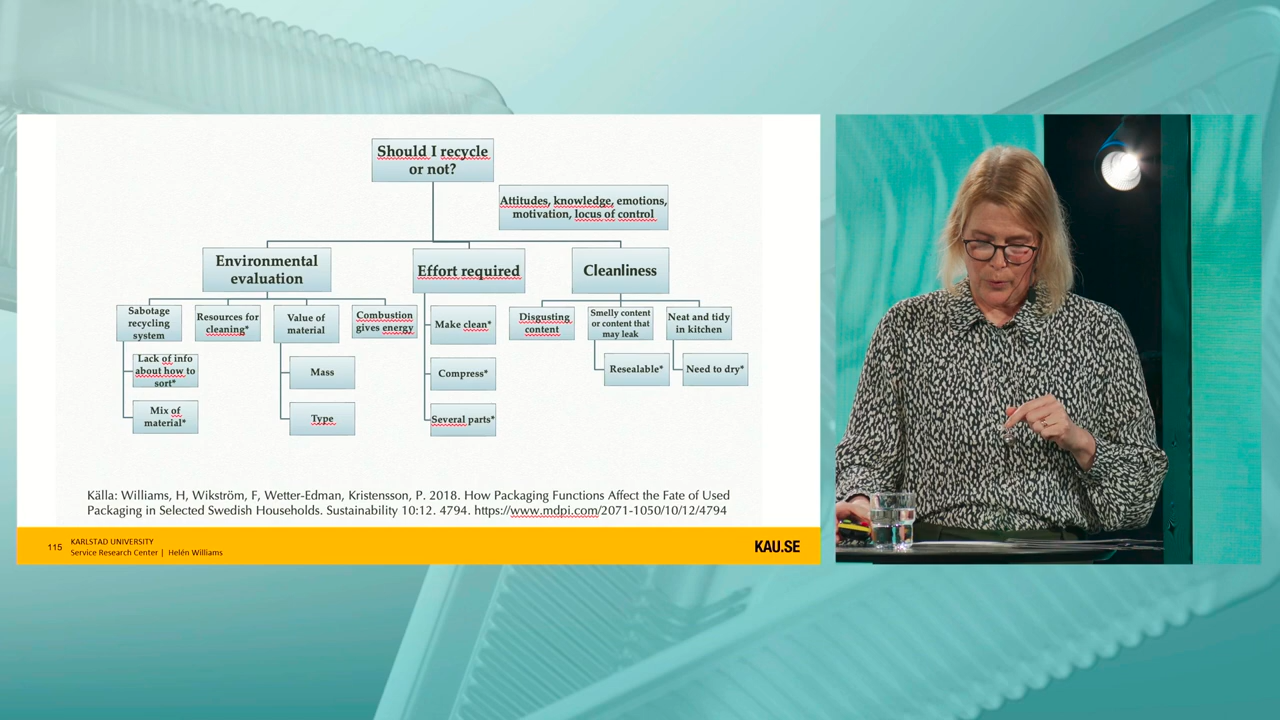 Should I recycle
or not?
Attitudes, knowledge, emotions,
motivation, locus of control
Environmental
evaluation
Effort required
Cleanliness
Sabotage
recycling
system
Resources for
cleaning*
Value of
material
Combustion
gives energy
Make clean*
Disgusting
content
Smelly content
or content that
may leak
Neat and tidy
in kitchen
Lack of info
about how to
sort*
Mass
Compress*
Resealable*
Need to dry*
Mix of
material*
Type
Several parts*
Källa: Williams, H, Wikström, F, Wetter-Edman, Kristensson, P. 2018. How Packaging Functions Affect the Fate of Used
Packaging in Selected Swedish Households. Sustainability 10:12. 4794. https://www.mdpi.com/2071-1050/10/12/4794
115
KARLSTAD UNIVERSITY
Service Research Center | Helén Williams
KAU.SE